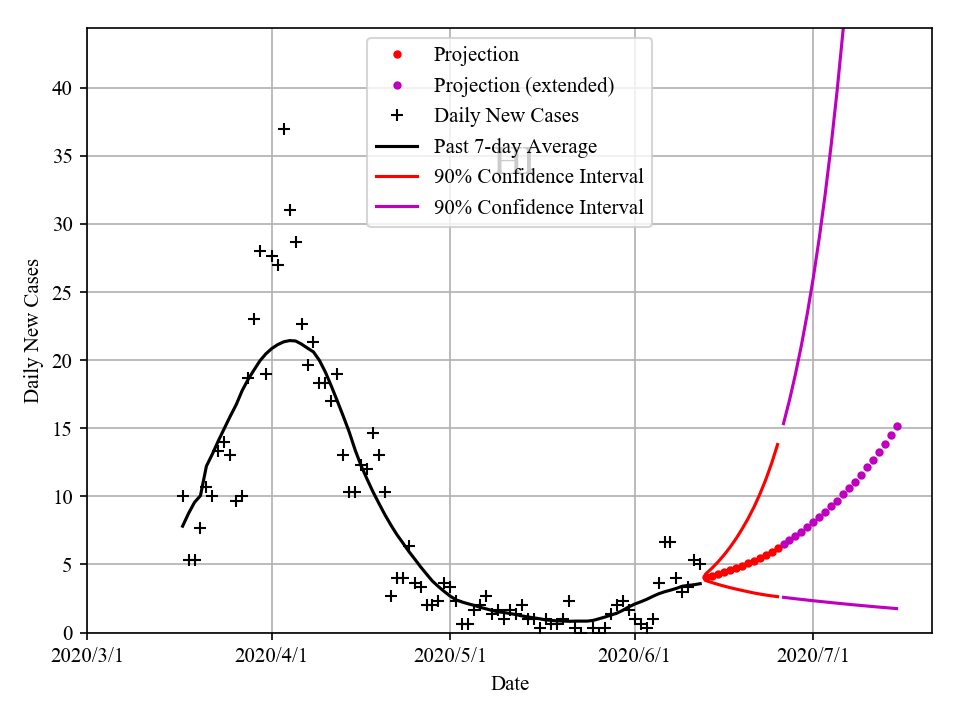 Projection
Projection (extended)
Daily New Cases
Past 7-day Average
90% Confidence Interval
90% Confidence Interval
HI
40
35
30
25
20
15
10
5
0
Daily New Cases
2020/3/1
2020/4/1
2020/5/1
2020/6/1
2020/7/1
Date